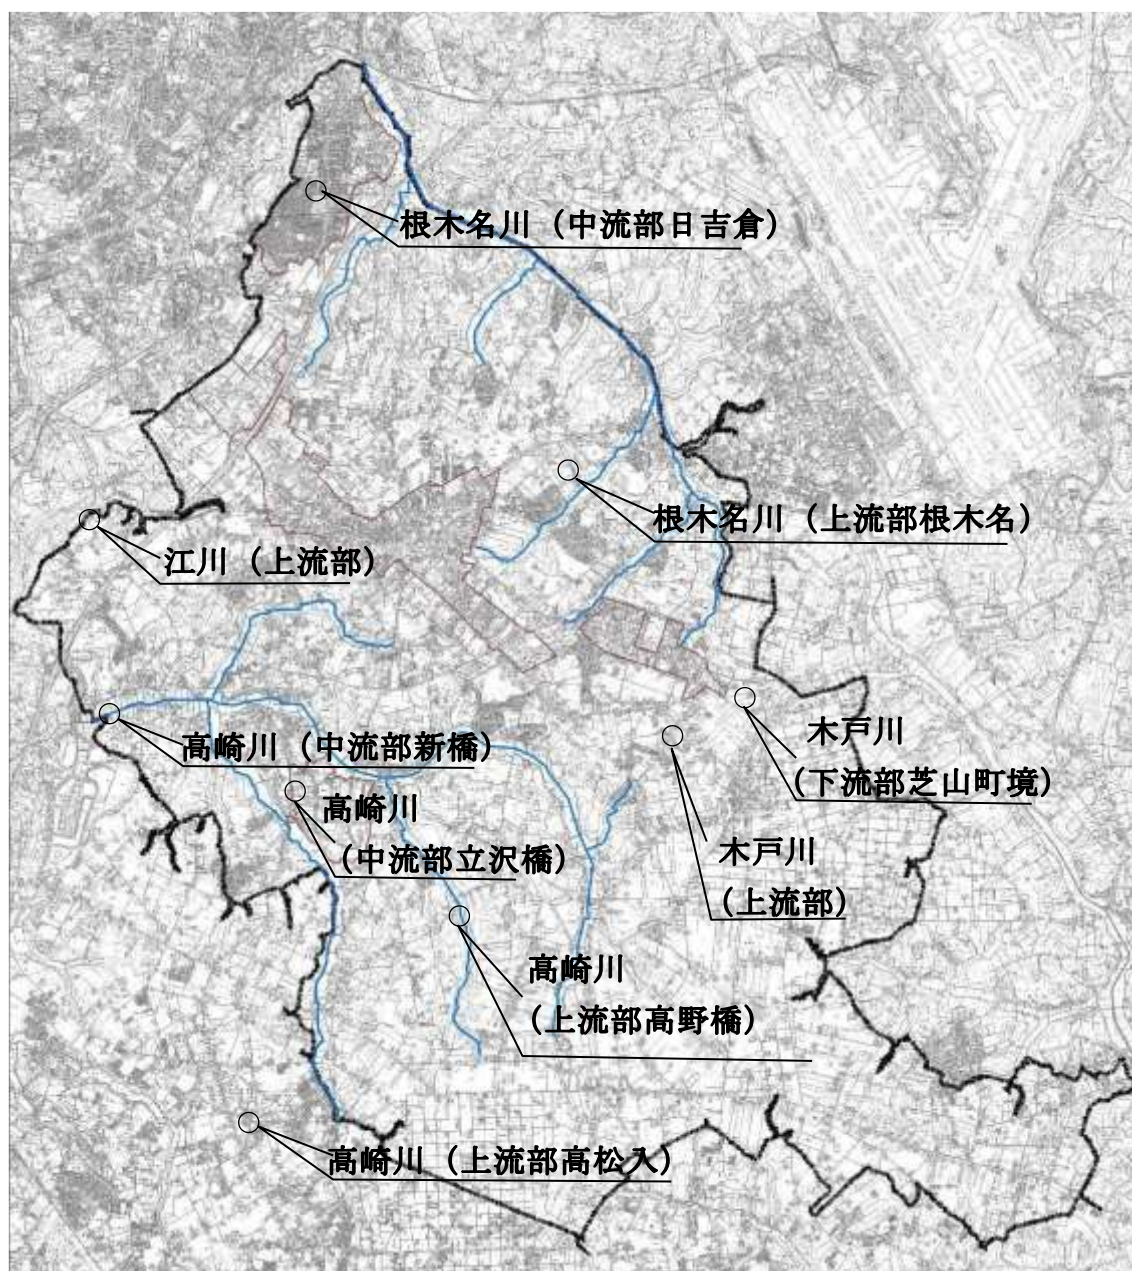 根木名川（中流部日吉倉）
根木名川（上流部根木名）
江川（上流部）
高崎川（中流部新橋）
木戸川
（下流部芝山町境）
高崎川
（中流部立沢橋）
木戸川
（上流部）
高崎川
（上流部高野橋）
高崎川（上流部高松入）